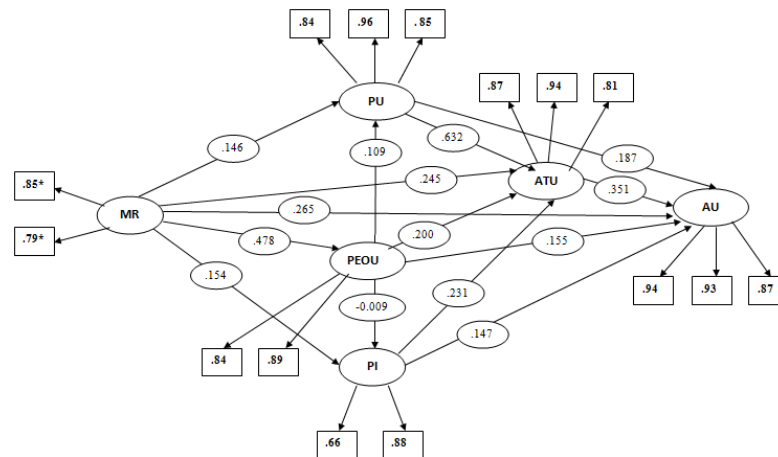 .84 .96 .85
.87 .94 .81
PU
.146 .109 .632 .187
.85* .245 ATU .351
MR .265 AU
.79* .478 .200 .155
PEOU
.154 -0.009 .231 .94 .93 .87
.84 .89 .147
PI
.66 .88